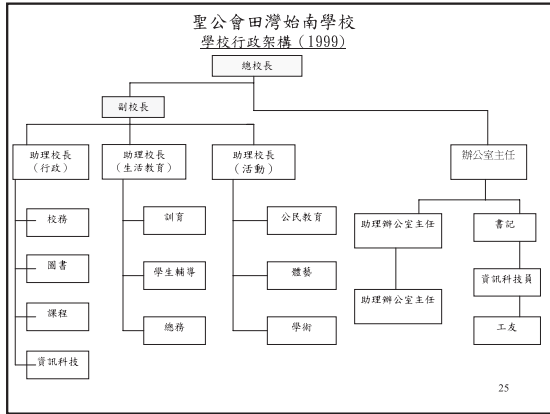 聖公會田灣始南學校
學校行政架構（1999）
總校長
副校長
助理校長
（行政）
助理校長
（生活教育）
助理校長
（活動）
辦公室主任
校務
訓育
公民教育
助理辦公室主任
書記
圖書
學生輔導
體藝
助理辦公室主任
資訊科技員
課程
總務
學術
工友
資訊科技
25